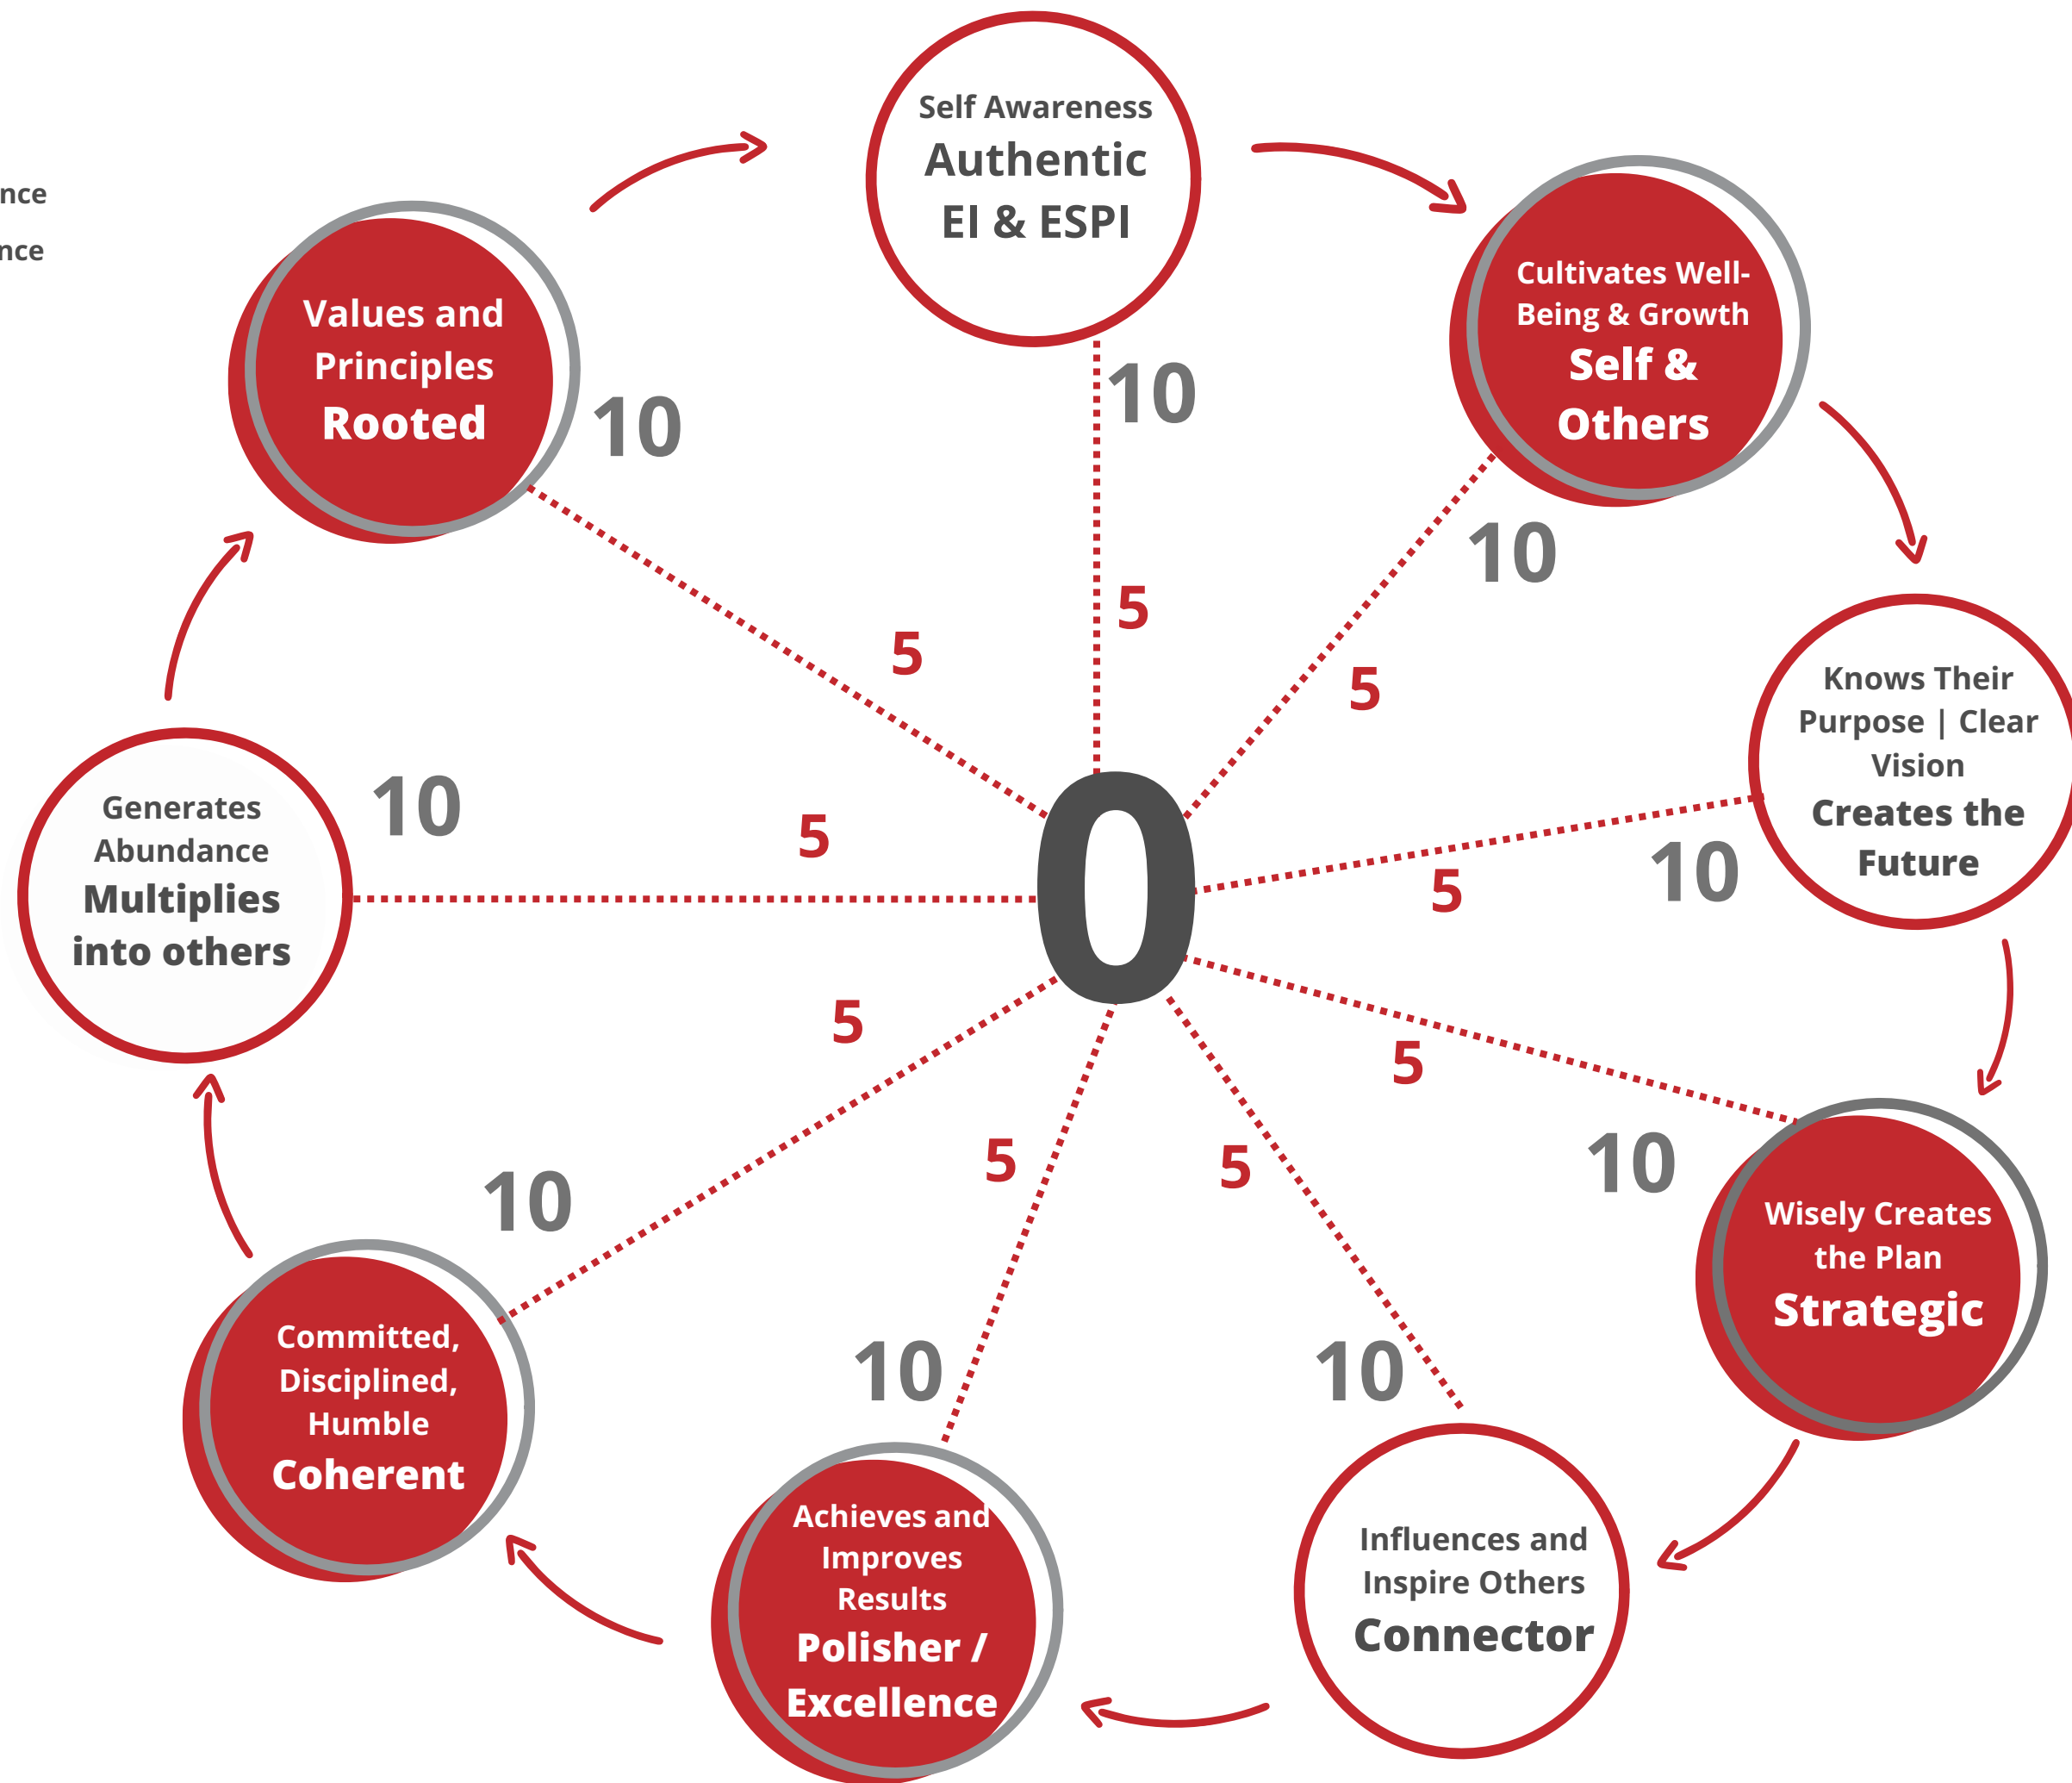 Self Awareness
Authentic
EI & ESPI
10
5
Cultivates Well-
Being & Growth
Self &
Others
10
5
Knows Their
Purpose | Clear
Vision
Creates the
Future
10
5
Wisely Creates
the Plan
Strategic
10
5
Influences and
Inspire Others
Connector
10
5
Achieves and
Improves
Results
Polisher /
Excellence
10
5
Committed,
Disciplined,
Humble
Coherent
10
5
Generates
Abundance
Multiplies
into others
10
5
Values and
Principles
Rooted
10
5
0
nce
nce